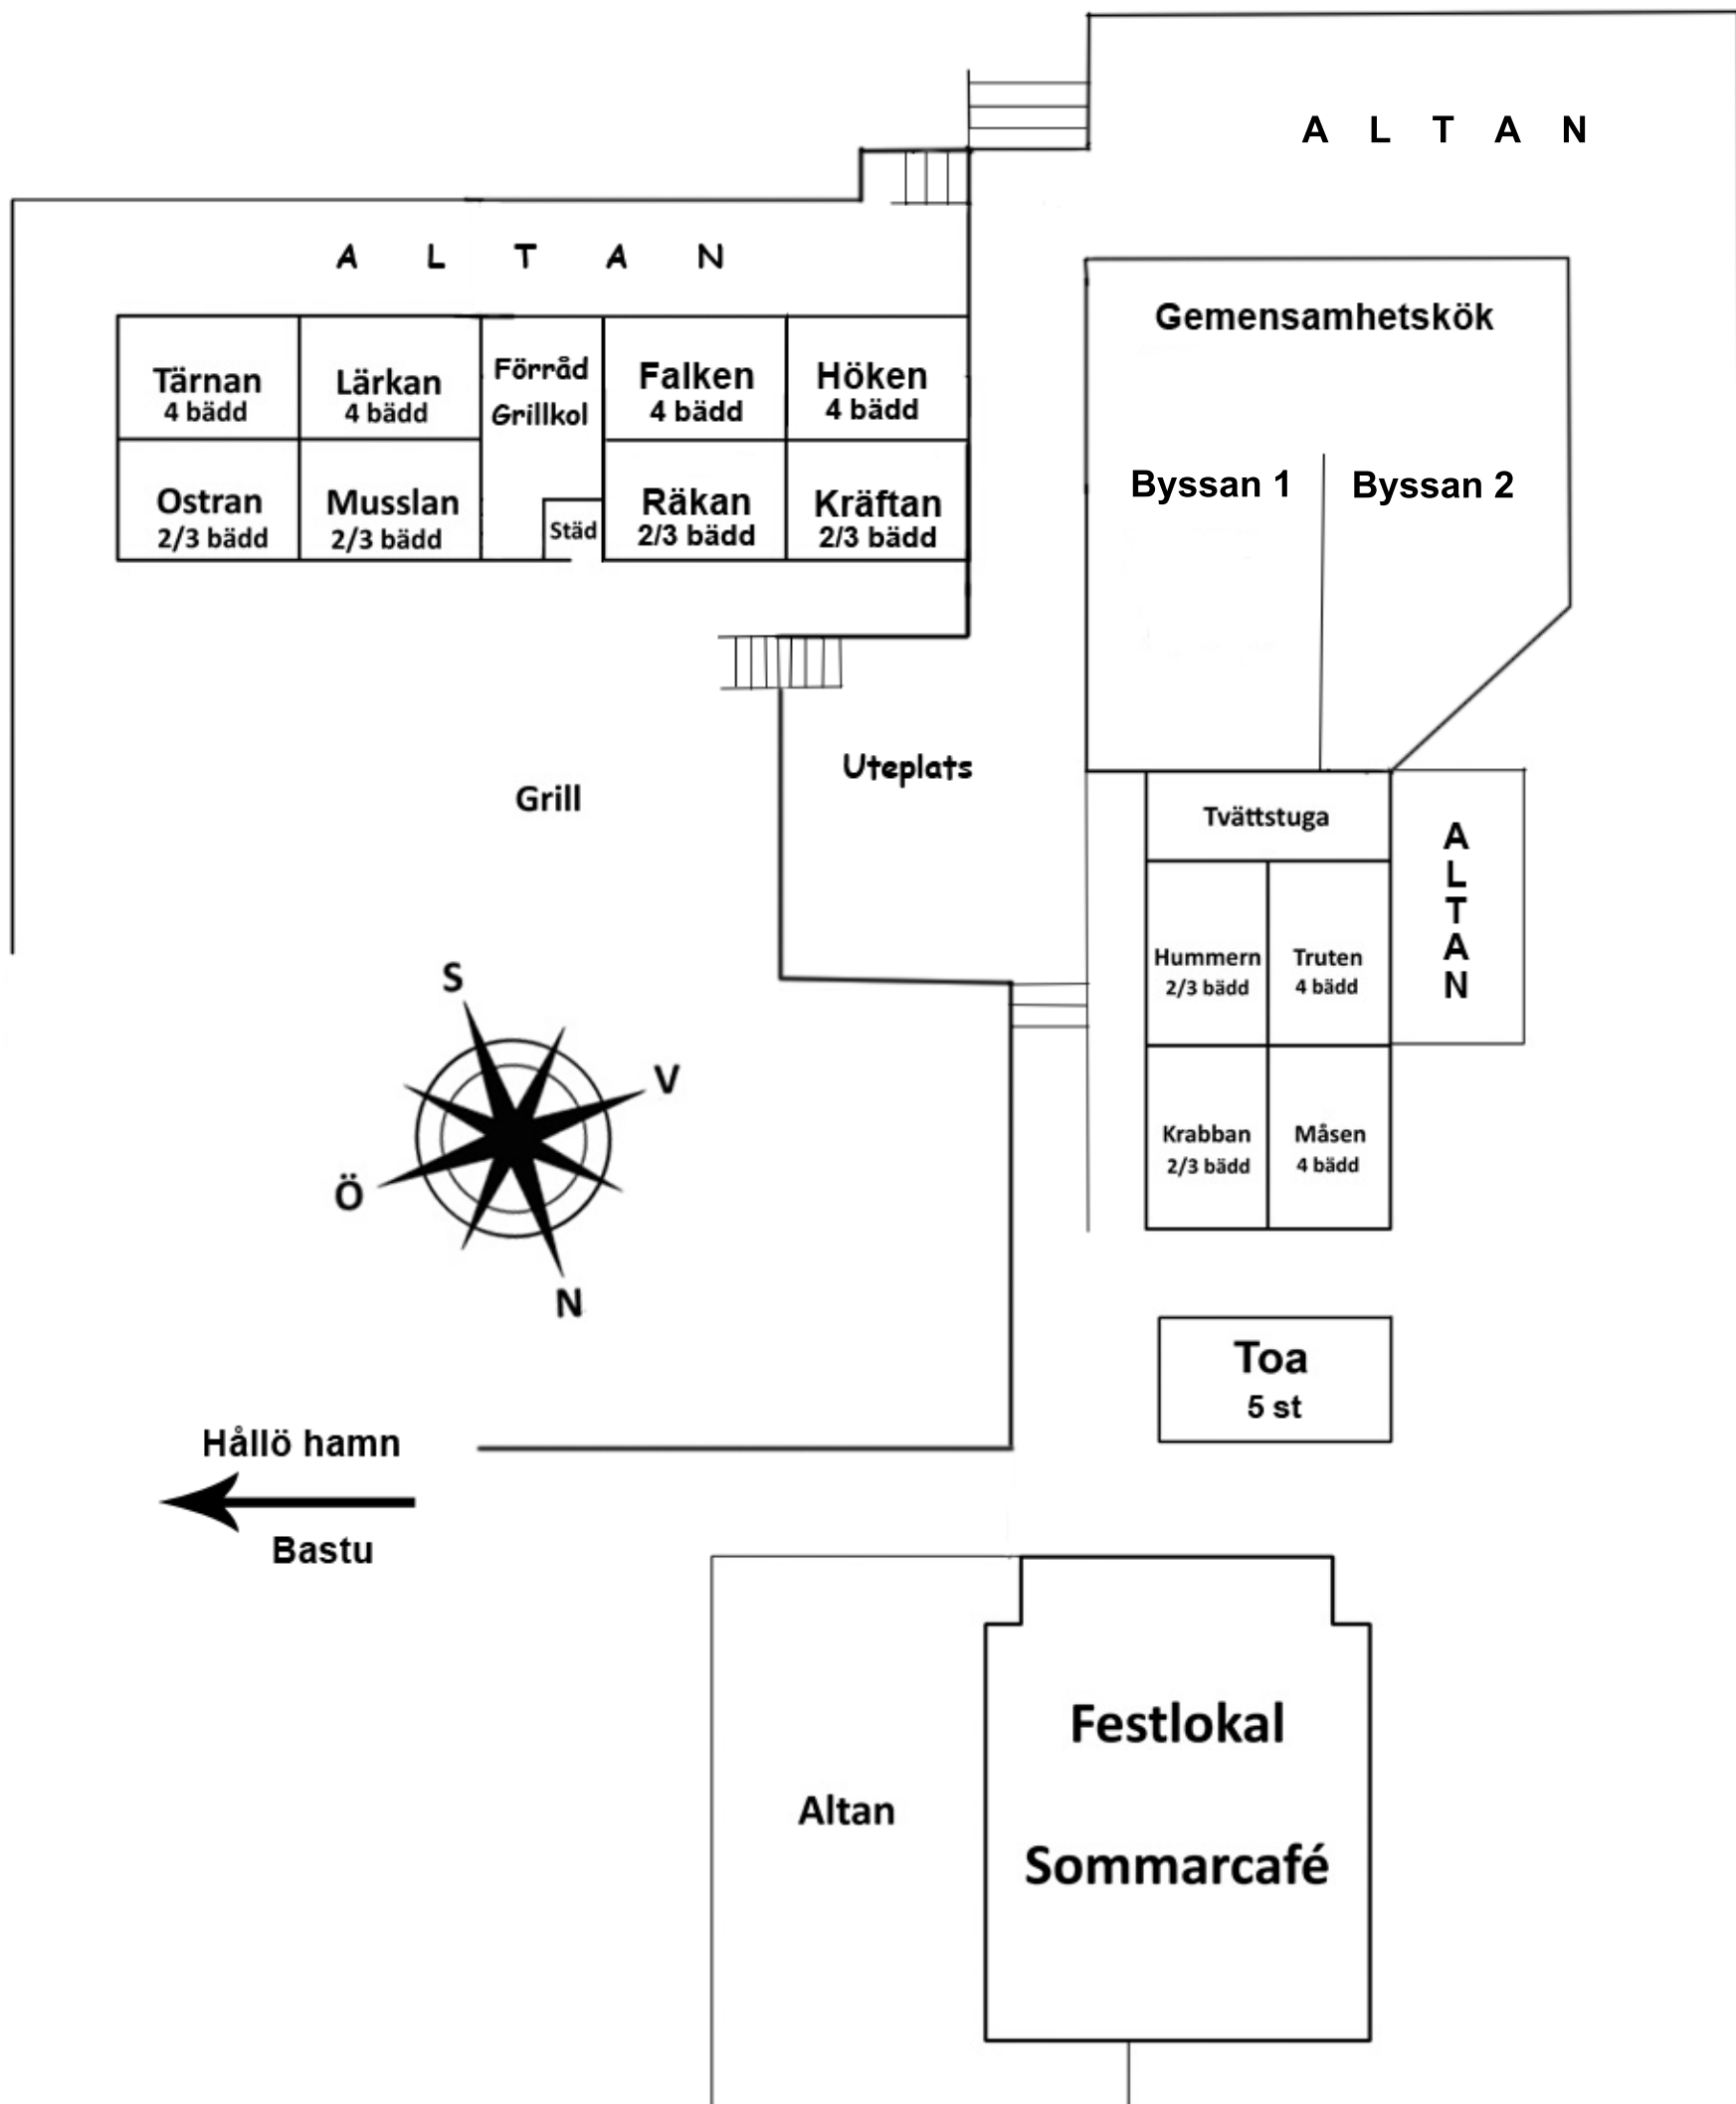 A L T A N
A L T A N
Tärnan
4 bädd
Lärkan
4 bädd
Förråd
Grillkol
Falken
4 bädd
Höken
4 bädd
Ostran
2/3 bädd
Musslan
2/3 bädd
Städ
Räkan
2/3 bädd
Kräftan
2/3 bädd
Gemensamhetskök
Byssan 1
Byssan 2
Uteplats
Grill
Tvättstuga
A
L
T
A
N
Hummern
2/3 bädd
Truten
4 bädd
Krabban
2/3 bädd
Måsen
4 bädd
S
V
Ö
N
Toa
5 st
Hållö hamn
Bastu
Festlokal
Altan
Sommarcafé